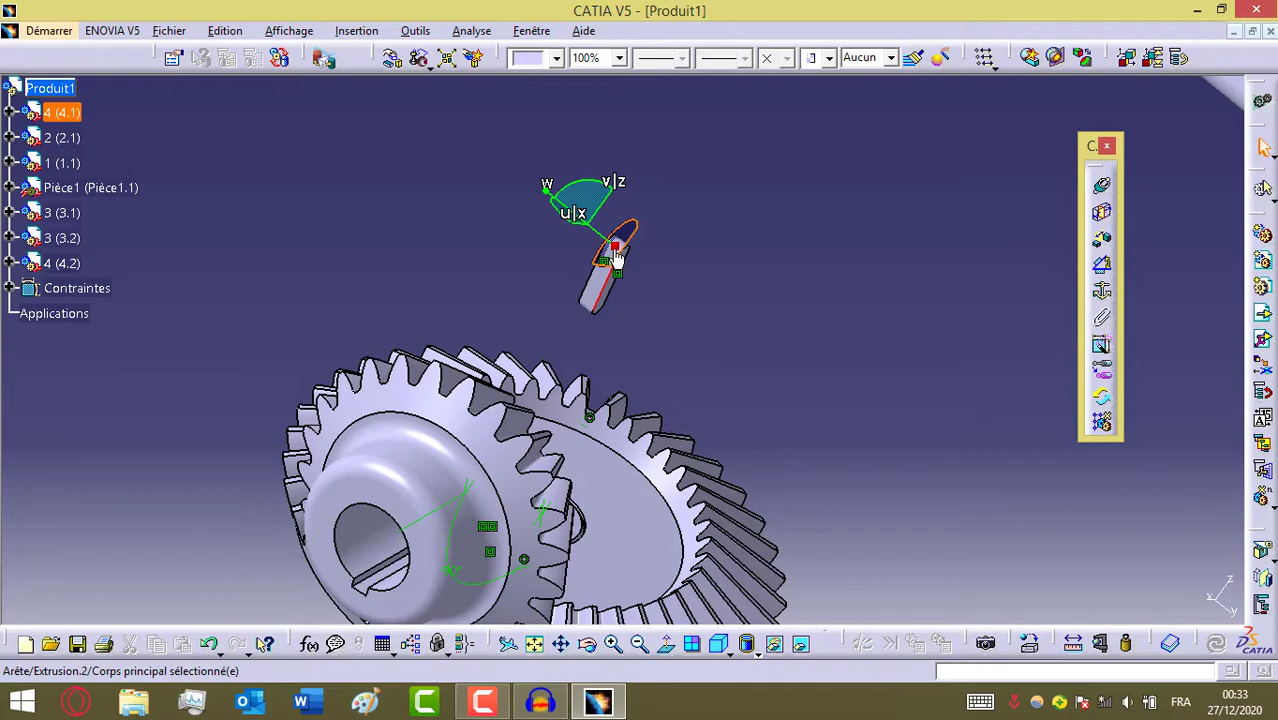 CATIA V5 - [Produit1]
Démarrer ENOVIA V5 Fichier Edition Affichage Insertion Outils Analyse Fenêtre Aide
100% Aucun
Produit1
4 (4.1)
2 (2.1)
1 (1.1)
Pièce1 (Pièce1.1)
3 (3.1)
3 (3.2)
4 (4.2)
Contraintes
Applications
w
v|z
u|x
C.
z
x
y
f(x)
CATIA
Arête/Extrusion.2/Corps principal sélectionné(e)
FRA
00:33
27/12/2020